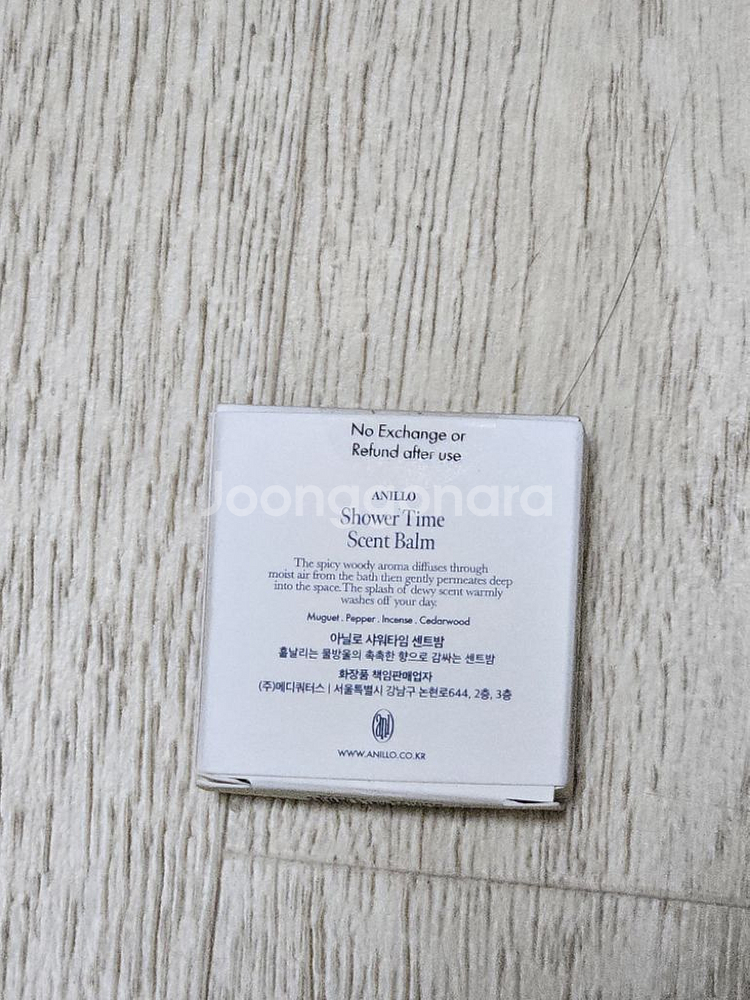 No Exchange or
Refund after use
Joonggonara
ANILLO
Shower Time
Scent Balm
The spicy woody aroma diffuses through
moist air from the bath then gently permeates deep
into the space. The splash of dewy scent warmly
washes off your day.
Muguet . Pepper . Incense . Cedarwood
아닐로 샤워타임 센트밤
흩날리는 물방울의 촉촉한 향으로 감싸는 센트밤
화장품 책임판매업자
(주)메디쿼터스 | 서울특별시 강남구 논현로644, 2층, 3층
WWW.ANILLO.CO.KR